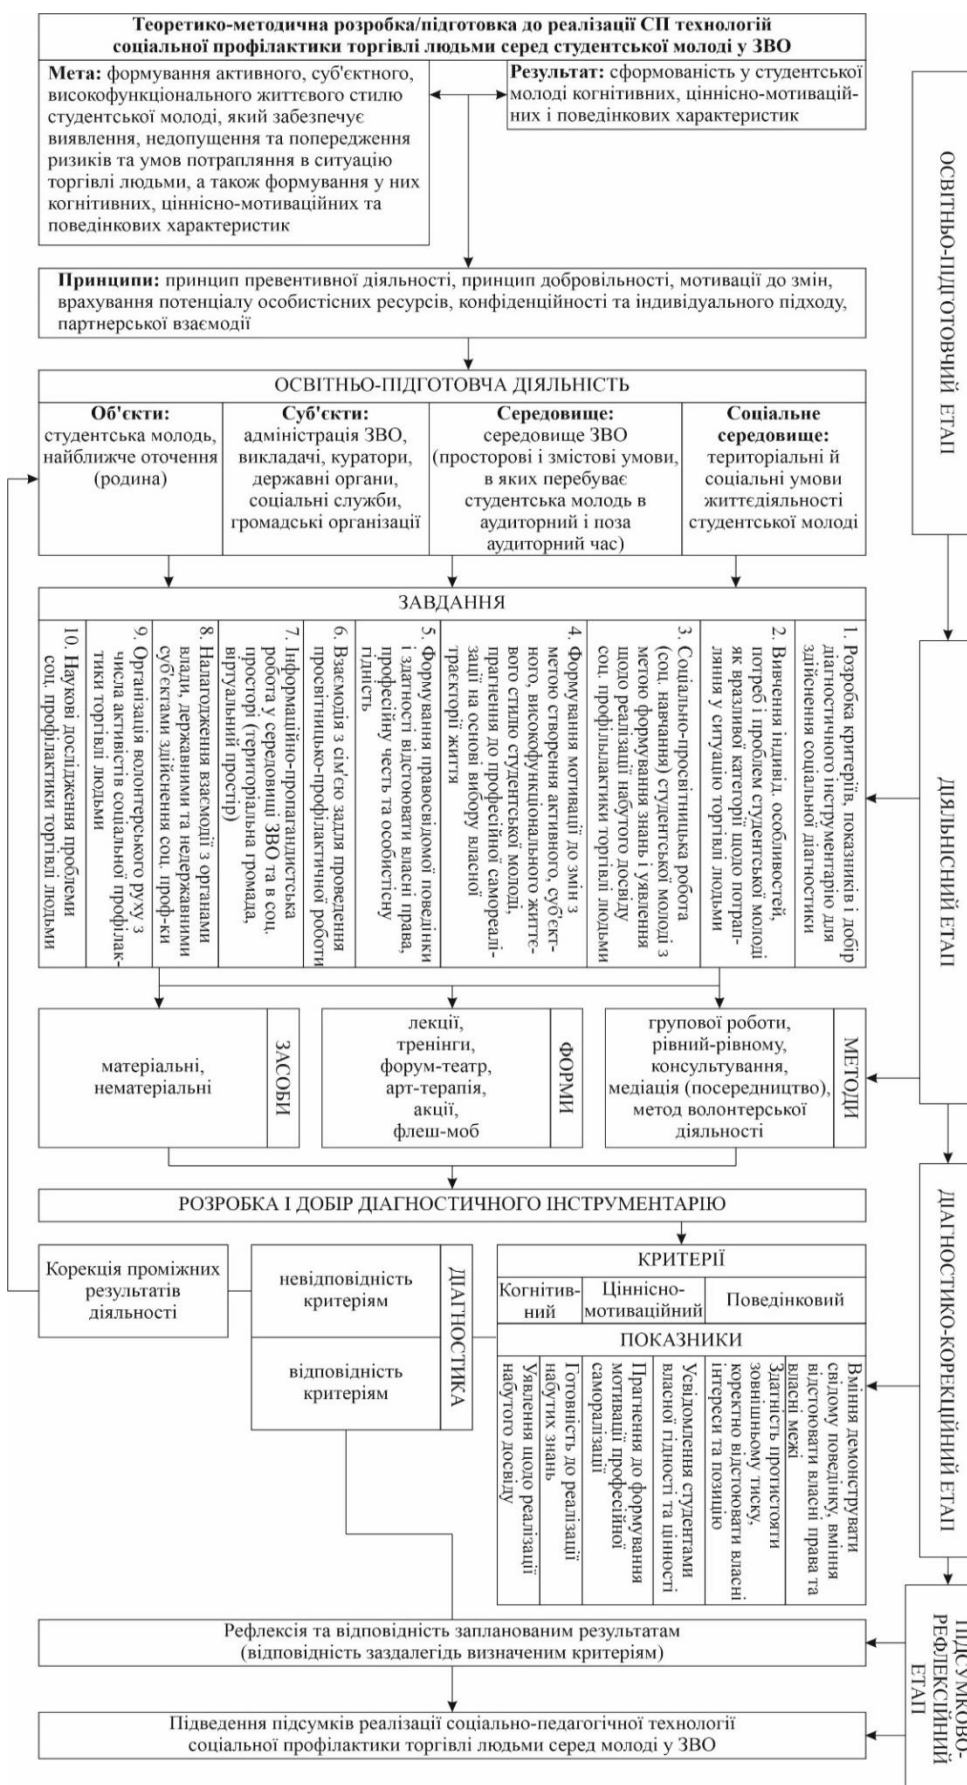 Теоретико-методична розробка/підготовка до реалізації СП технологій
соціальної профілактики торгівлі людьми серед студентської молоді у ЗВО
Мета: формування активного, суб'єктного,
високофункціонального життєвого стилю
студентської молоді, який забезпечує
виявлення, недопущення та попередження
ризиків та умов потрапляння в ситуацію
торгівлі людьми, а також формування у них
когнітивних, ціннісно-мотиваційних та
поведінкових характеристик
Результат: сформованість у студентської
молоді когнітивних, ціннісно-мотивацій-
них і поведінкових характеристик
ОСВІТНЬО-ПІДГОТОВЧИЙ ЕТАП
Принципи: принцип превентивної діяльності, принцип добровільності, мотивації до змін,
врахування потенціалу особистісних ресурсів, конфіденційності та індивідуального підходу,
партнерської взаємодії
ОСВІТНЬО-ПІДГОТОВЧА ДІЯЛЬНІСТЬ
Об'єкти:
студентська молодь,
найближче оточення
(родина)
Суб'єкти:
адміністрація ЗВО,
викладачі, куратори,
державні органи,
соціальні служби,
громадські організації
Середовище:
середовище ЗВО
(просторові і змістові умови,
в яких перебуває
студентська молодь в
аудиторний і поза
аудиторний час)
Соціальне
середовище:
територіальні й
соціальні умови
життєдіяльності
студентської молоді
ЗАВДАННЯ
1. Розробка критеріїв, показників і добір
діагностичного інструментарію для
здійснення соціальної діагностики
2. Вивчення індивід. особливостей,
потреб і проблем студентської молоді
як вразливої категорії щодо потрап-
ляння у ситуацію торгівлі людьми
3. Соціально-просвітницька робота
(соц. навчання) студентської молоді з
метою формування знань і уявлення
щодо реалізації набутого досвіду
соц. профільлактики торгівлі людьми
4. Формування мотивації до змін з
метою створення активного, суб'єкт-
ного, високофункціонального життє-
вого стилю студентської молоді,
прагнення до професійної самореалі-
зації на основі вибору власної
траєкторії життя
5. Формування правосвідомої поведінки
і здатності відстоювати власні права,
професійну честь та особистісну
гідність
6. Взаємодія з сім'єю задля проведення
просвітницько-профілактичної роботи
7. Інформаційно-пропагандистська
робота у середовищі ЗВО та в соц.
просторі (територіальна громада,
віртуальний простір)
8. Налагодження взаємодії з органами
влади, державними та недержавними
суб'єктами здійснення соц. проф-ки
9. Організація волонтерського руху з
числа активістів соціальної профілак-
тики торгівлі людьми
10. Наукові дослідження проблеми
соц. профілактики торгівлі людьми
ДІЯЛЬНІСНИЙ ЕТАП
матеріальні,
нематеріальні
ЗАСОБИ
лекції,
тренінги,
форум-театр,
арт-терапія,
акції,
флеш-моб
ФОРМИ
групової роботи,
рівний-рівному,
консультування,
медіація (посередництво),
метод волонтерської
діяльності
МЕТОДИ
РОЗРОБКА І ДОБІР ДІАГНОСТИЧНОГО ІНСТРУМЕНТАРІЮ
Корекція проміжних
результатів
діяльності
невідповідність
критеріям
відповідність
критеріям
ДІАГНОСТИКА
КРИТЕРІЇ
Когнітив-
ний
Ціннісно-
мотиваційний
Поведінковий
ПОКАЗНИКИ
Вміння демонструвати
свідому поведінку, вміння
відстоювати власні права та
власні межі
Здатність протистояти
зовнішньому тиску,
коректно відстоювати власні
інтереси та позицію
Усвідомлення студентами
власної гідності та цінності
Прагнення до формування
мотивації професійної
саморалізації
Готовність до реалізації
набутих знань
Уявлення щодо реалізації
набутого досвіду
ДІАГНОСТИКО-КОРЕКЦІЙНИЙ ЕТАП
Рефлексія та відповідність запланованим результатам
(відповідність заздалегідь визначеним критеріям)
Підведення підсумків реалізації соціально-педагогічної технології
соціальної профілактики торгівлі людьми серед молоді у ЗВО
ПІДСУМКОВО-
РЕФЛЕКСІЙНИЙ
ЕТАП